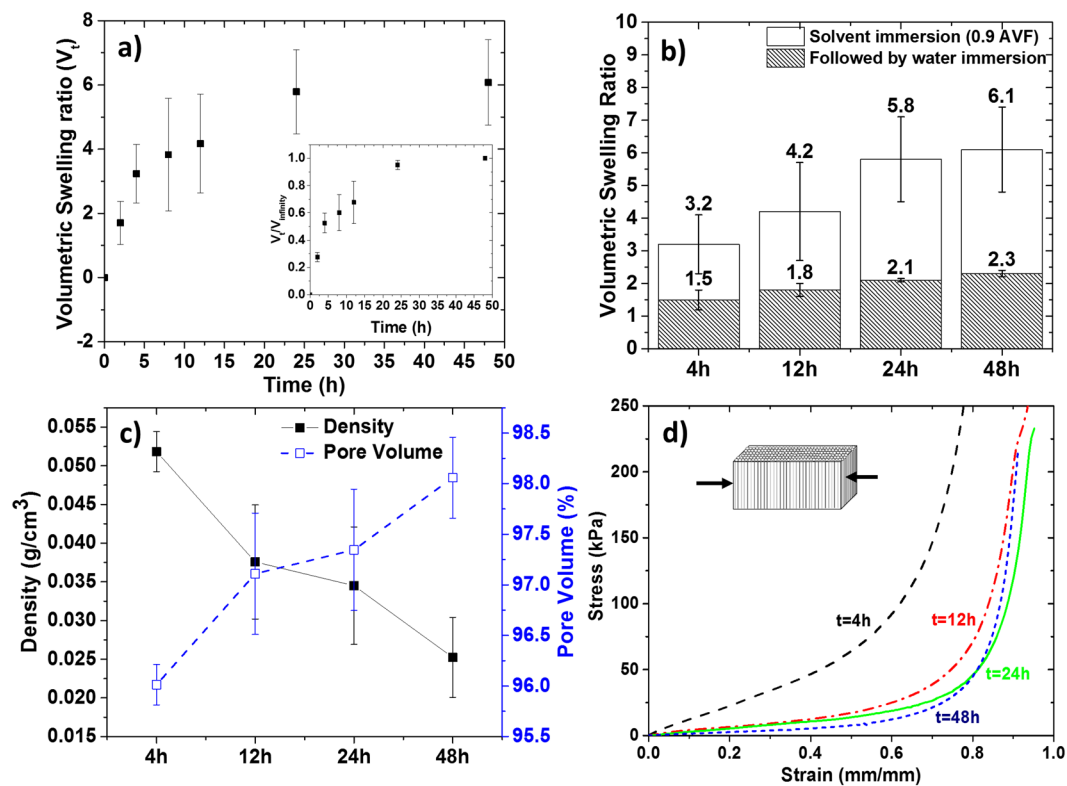 a)
Volumetric Swelling ratio (Vt)
8
6
4
2
0
-2
0 5 10 15 20 25 30 35 40 45 50
Time (h)
Vt/Vinfinity
1.0
0.8
0.6
0.4
0.2
0.0
0 5 10 15 20 25 30 35 40 45 50
Time (h)
b)
Volumetric Swelling Ratio
10
9
8
7
6
5
4
3
2
1
0
Solvent immersion (0.9 AVF)
Followed by water immersion
3.2
4.2
5.8
6.1
1.5
1.8
2.1
2.3
4h 12h 24h 48h
c)
Density (g/cm3)
0.055
0.050
0.045
0.040
0.035
0.030
0.025
0.020
0.015
Density
Pore Volume
98.5
98.0
97.5
97.0
96.5
96.0
95.5
Pore Volume (%)
4h 12h 24h 48h
d)
Stress (kPa)
250
200
150
100
50
0
t=4h
t=12h
t=24h
t=48h
0.0 0.2 0.4 0.6 0.8 1.0
Strain (mm/mm)